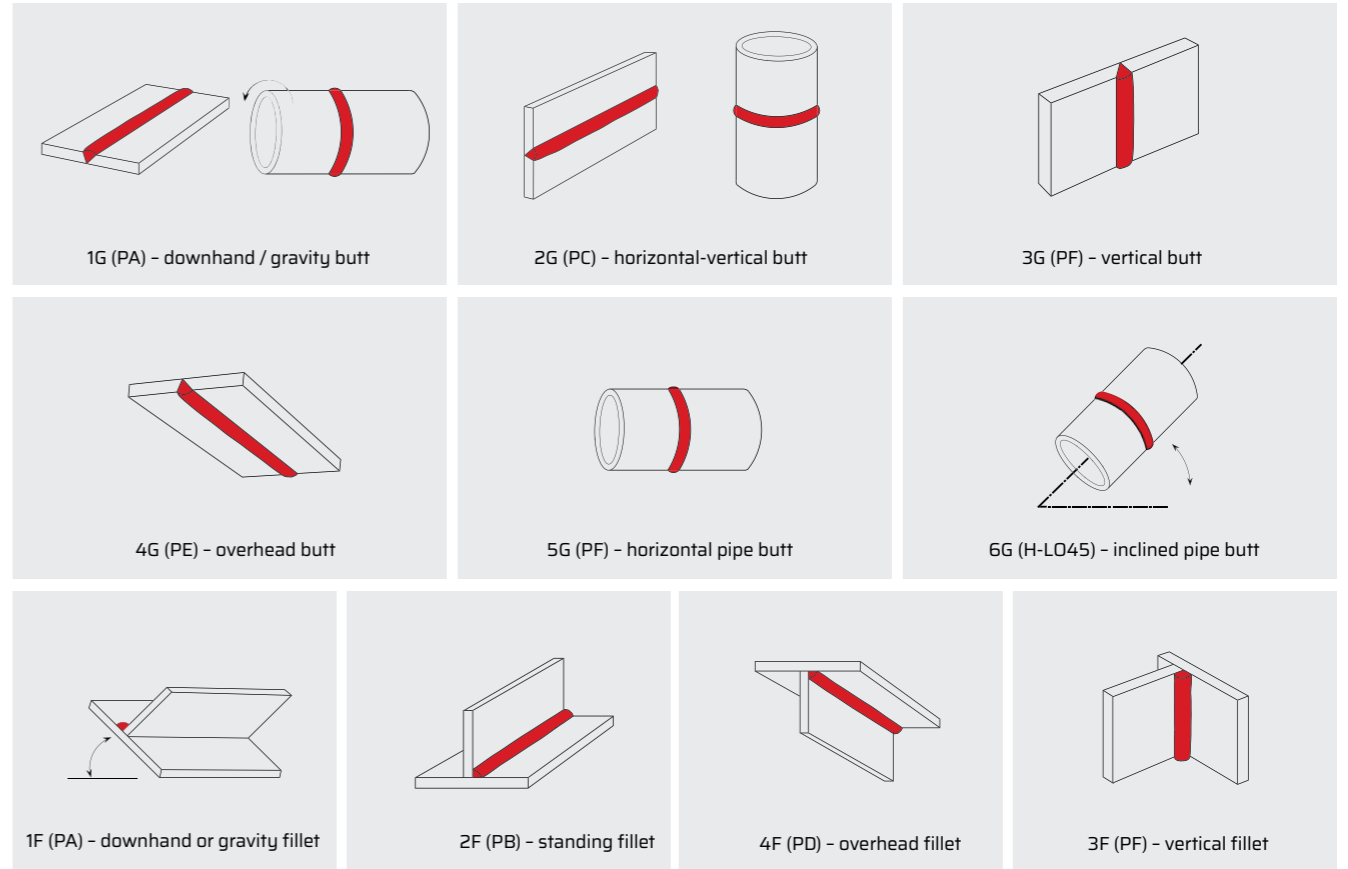 1G (PA) – downhand / gravity butt
2G (PC) – horizontal-vertical butt
3G (PF) – vertical butt
4G (PE) – overhead butt
5G (PF) – horizontal pipe butt
6G (H-LO45) – inclined pipe butt
1F (PA) – downhand or gravity fillet
2F (PB) – standing fillet
4F (PD) – overhead fillet
3F (PF) – vertical fillet